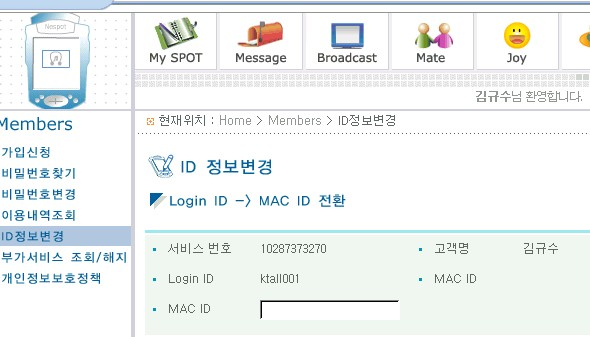 Netspot
My SPOT Message Broadcast Mate Joy
김규수님 환영합니다.
Members
현재위치 : Home > Members > ID정보변경
가입신청
비밀번호찾기
비밀번호변경
이용내역조회
ID정보변경
부가서비스 조회/해지
개인정보보호정책
ID 정보변경
Login ID -> MAC ID 전환
서비스 번호 10287373270 고객명 김규수
Login ID ktall001 MAC ID
MAC ID